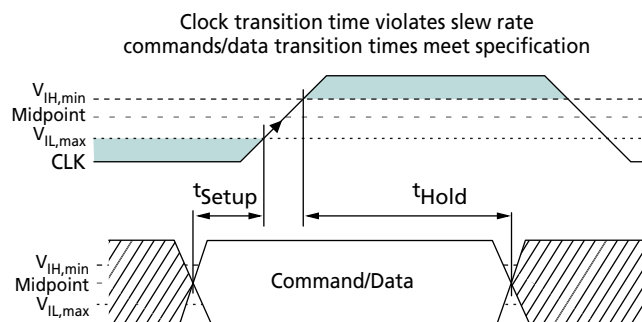 Clock transition time violates slew rate
commands/data transition times meet specification
VIH,min
Midpoint
VIL,max
CLK
tSetup
tHold
VIH,min
Midpoint
VIL,max
Command/Data